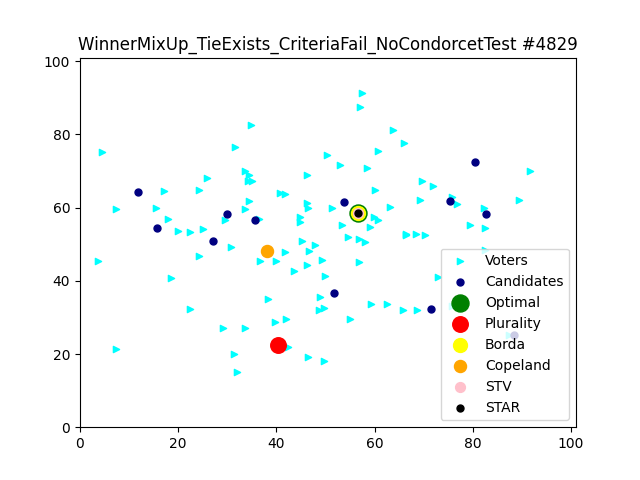 WinnerMixUp_TieExists_CriteriaFail_NoCondorcetTest #4829
100
80
60
40
20
0
0 20 40 60 80 100
Voters
Candidates
Optimal
Plurality
Borda
Copeland
STV
STAR